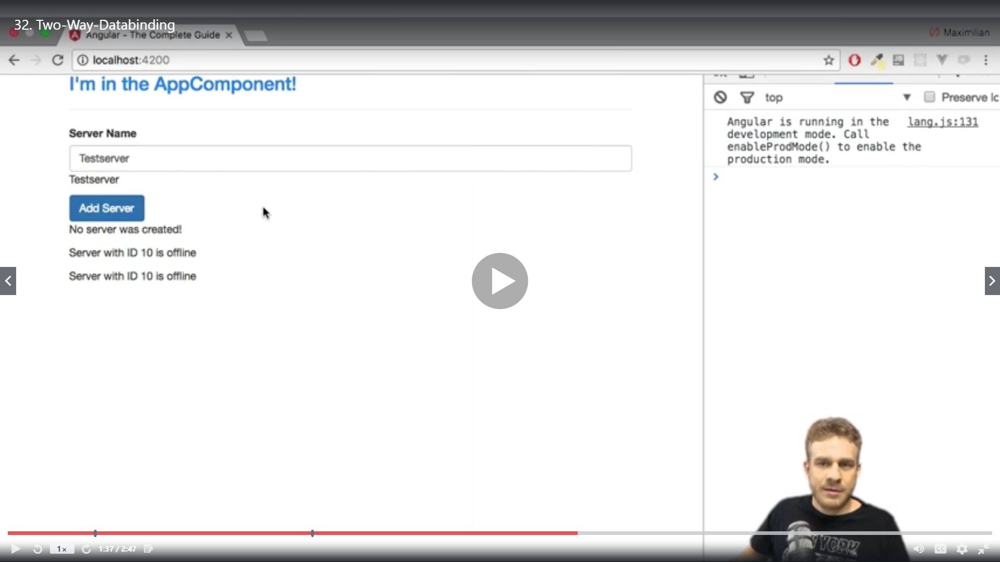 32. Two-Way-Databinding
Angular - The Complete Guide
Maximilian
localhost:4200
I'm in the AppComponent!
top
Preserve lc
Server Name
Angular is running in the lang.js:131
development mode. Call
enableProdMode() to enable the
production mode.
Testserver
Testserver
Add Server
No server was created!
Server with ID 10 is offline
Server with ID 10 is offline
YORK
1x
1:37 / 2:47
CC